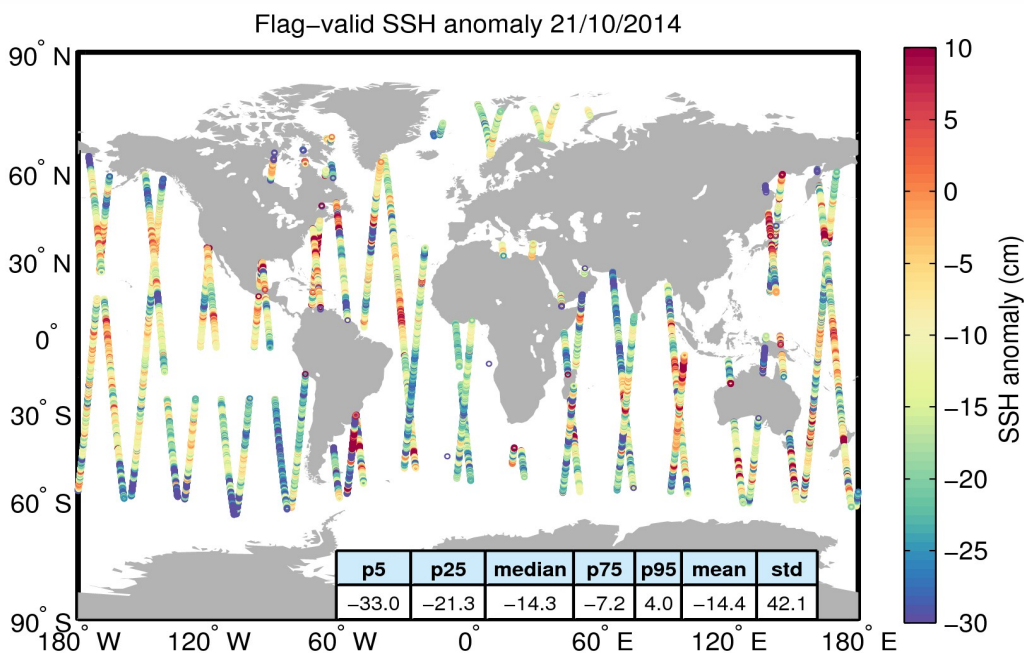 Flag−valid SSH anomaly 21/10/2014
90° N
60° N
30° N
0°
30° S
60° S
90° S
180° W
120° W
60° W
0°
60° E
120° E
180° E
p5 p25 median p75 p95 mean std
−33.0 −21.3 −14.3 −7.2 4.0 −14.4 42.1
10
5
0
−5
−10
−15
−20
−25
−30
SSH anomaly (cm)